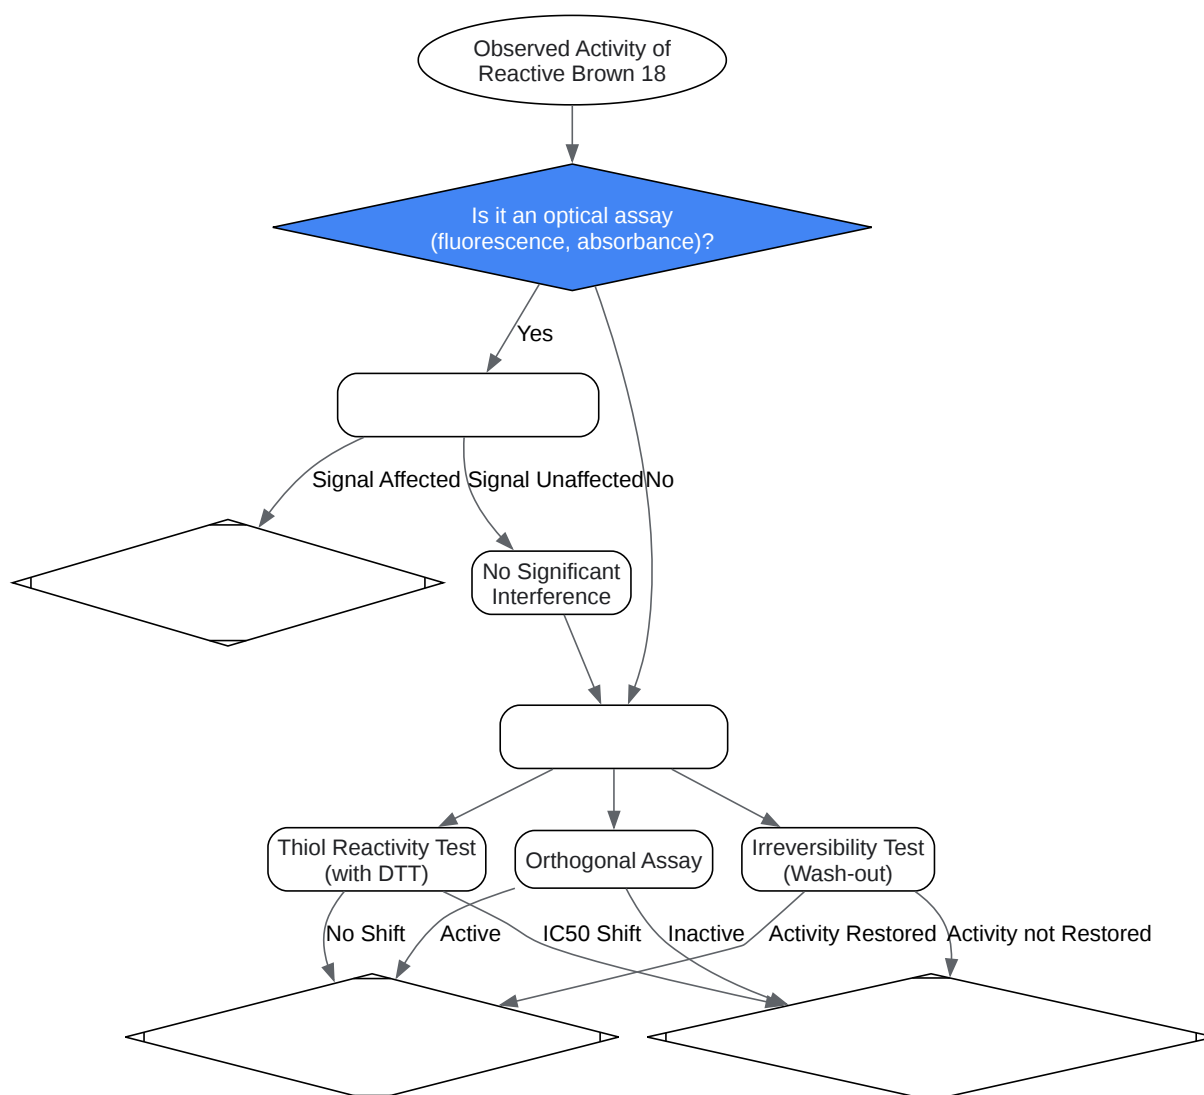 Observed Activity of
Reactive Brown 18
Is it an optical assay
(fluorescence, absorbance)?
Yes
Signal Affected
Signal Unaffected
No
No Significant
Interference
Thiol Reactivity Test
(with DTT)
Orthogonal Assay
Irreversibility Test
(Wash-out)
No Shift
Active
IC50 Shift
Inactive
Activity Restored
Activity not Restored